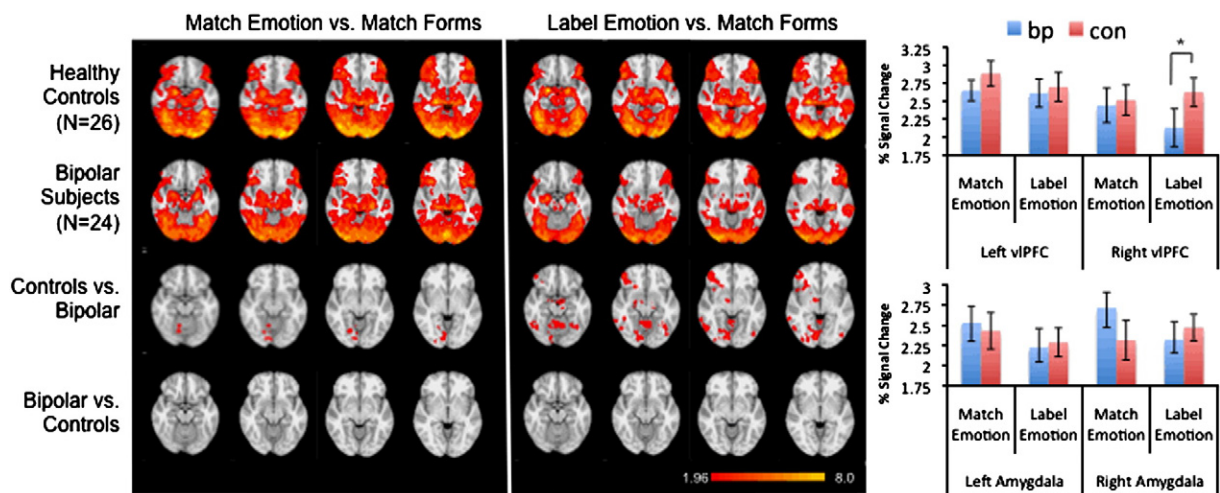 Match Emotion vs. Match Forms
Label Emotion vs. Match Forms
Healthy
Controls
(N=26)
Bipolar
Subjects
(N=24)
Controls vs.
Bipolar
Bipolar vs.
Controls
1.96
8.0
bp
con
% Signal Change
3.25
3
2.75
2.5
2.25
2
1.75
*
Match
Emotion
Label
Emotion
Match
Emotion
Label
Emotion
Left vlPFC
Right vlPFC
% Signal Change
3
2.75
2.5
2.25
1.75
Match
Emotion
Label
Emotion
Match
Emotion
Label
Emotion
Left Amygdala
Right Amygdala